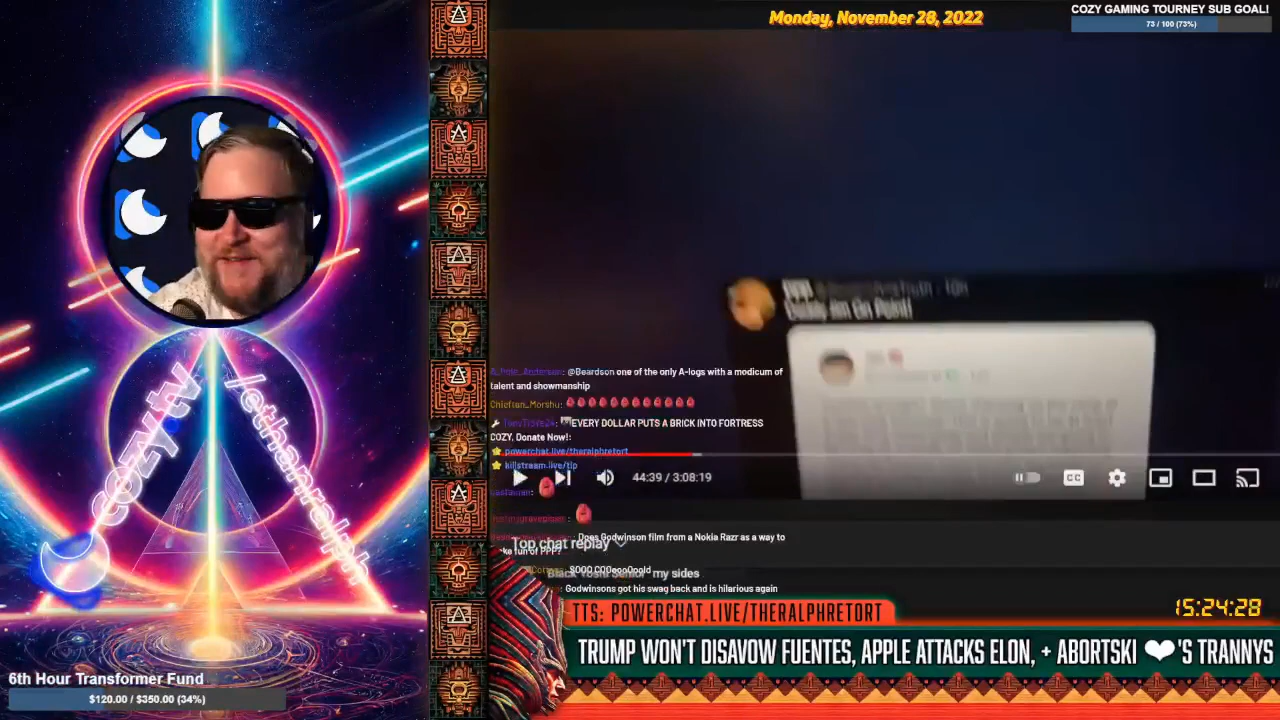 Monday, November 28, 2022
COZY GAMING TOURNEY SUB GOAL!
73 / 100 (73%)
cozy.tv
/ethanralph
@Beardson one of the only A-logs with a modicum of
talent and showmanship
Chieftan_Morshu:
EVERY DOLLAR PUTS A BRICK INTO FORTRESS
COZY, Donate Now!:
powerchat.live/theralphretort
killstream.live/tip
44:39 / 3:08:19
CC
Does Godwinson film from a Nokia Razr as a way to
fun of PPP?
Top chat replay
my sides
Godwinsons got his swag back and is hilarious again
TTS: POWERCHAT.LIVE/THERALPHRETORT
15:24:28
TRUMP WON'T DISAVOW FUENTES, APPLE ATTACKS ELON, + ABORTSKI ❤'S TRANNYS
6th Hour Transformer Fund
$120.00 / $350.00 (34%)